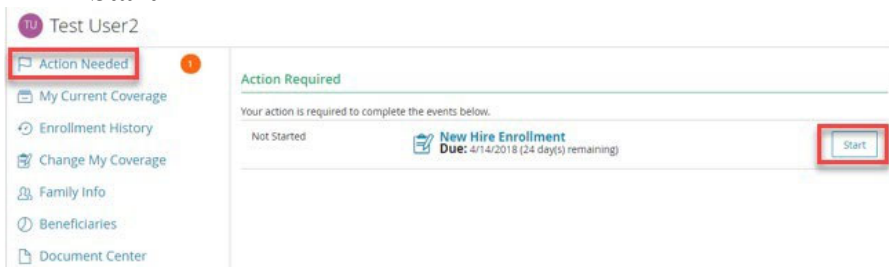 TU Test User2
Action Needed 1
My Current Coverage
Enrollment History
Change My Coverage
Family Info
Beneficiaries
Document Center
Action Required
Your action is required to complete the events below.
Not Started
New Hire Enrollment
Due: 4/14/2018 (24 day(s) remaining)
Start